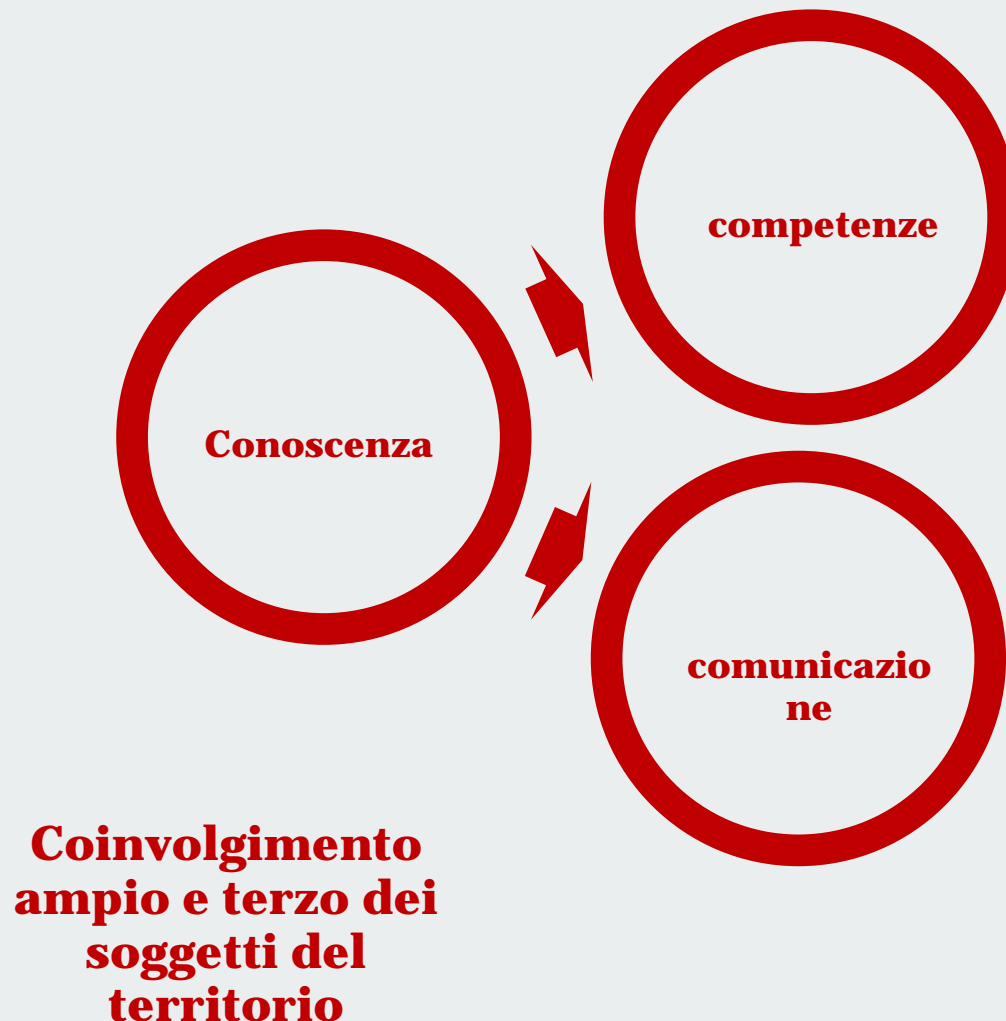 competenze
Conoscenza
comunicazio
ne
Coinvolgimento
ampio e terzo dei
soggetti del
territorio